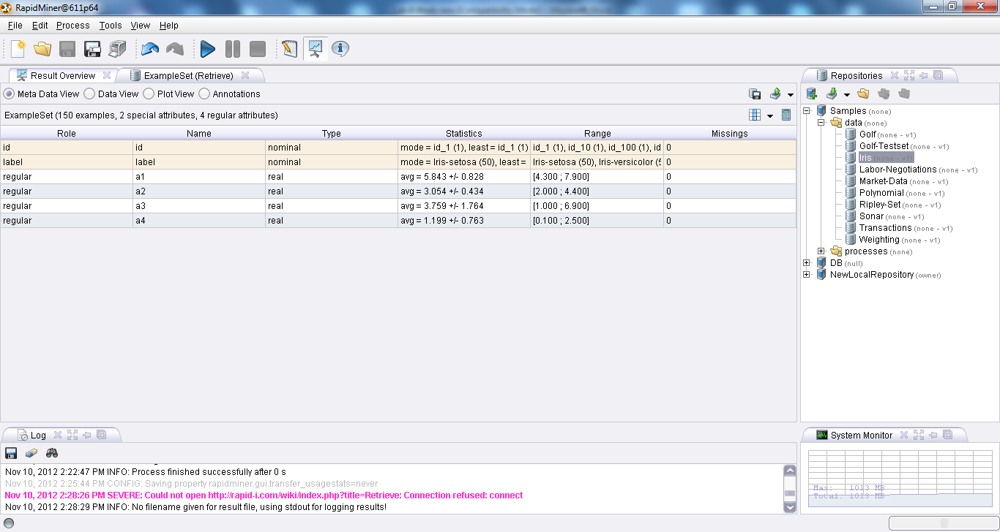 RapidMiner@611p64
File Edit Process Tools View Help
Result Overview ExampleSet (Retrieve)
Meta Data View Data View Plot View Annotations
ExampleSet (150 examples, 2 special attributes, 4 regular attributes)
Role Name Type Statistics Range Missings
id id nominal mode = id_1 (1), least = id_1 (1) id_1 (1), id_10 (1), id_100 (1), id 0
label label nominal mode = Iris-setosa (50), least = Iris-setosa (50), Iris-versicolor (5 0
regular a1 real avg = 5.843 +/- 0.828 [4.300 ; 7.900] 0
regular a2 real avg = 3.054 +/- 0.434 [2.000 ; 4.400] 0
regular a3 real avg = 3.759 +/- 1.764 [1.000 ; 6.900] 0
regular a4 real avg = 1.199 +/- 0.763 [0.100 ; 2.500] 0
Repositories
Samples (none)
data (none)
Golf (none - v1)
Golf-Testset (none - v1)
Iris (none - v1)
Labor-Negotiations (none - v1)
Market-Data (none - v1)
Polynomial (none - v1)
Ripley-Set (none - v1)
Sonar (none - v1)
Transactions (none - v1)
Weighting (none - v1)
processes (none)
DB (null)
NewLocalRepository (owner)
Log
Nov 10, 2012 2:22:47 PM INFO: Process finished successfully after 0 s
Nov 10, 2012 2:25:44 PM CONFIG: Saving property rapidminer.gui.transfer_usagestats=never
Nov 10, 2012 2:28:26 PM SEVERE: Could not open http://rapid-i.com/wiki/index.php?title=Retrieve: Connection refused: connect
Nov 10, 2012 2:28:29 PM INFO: No filename given for result file, using stdout for logging results!
System Monitor
Max: 1013 MB
Total: 1013 MB